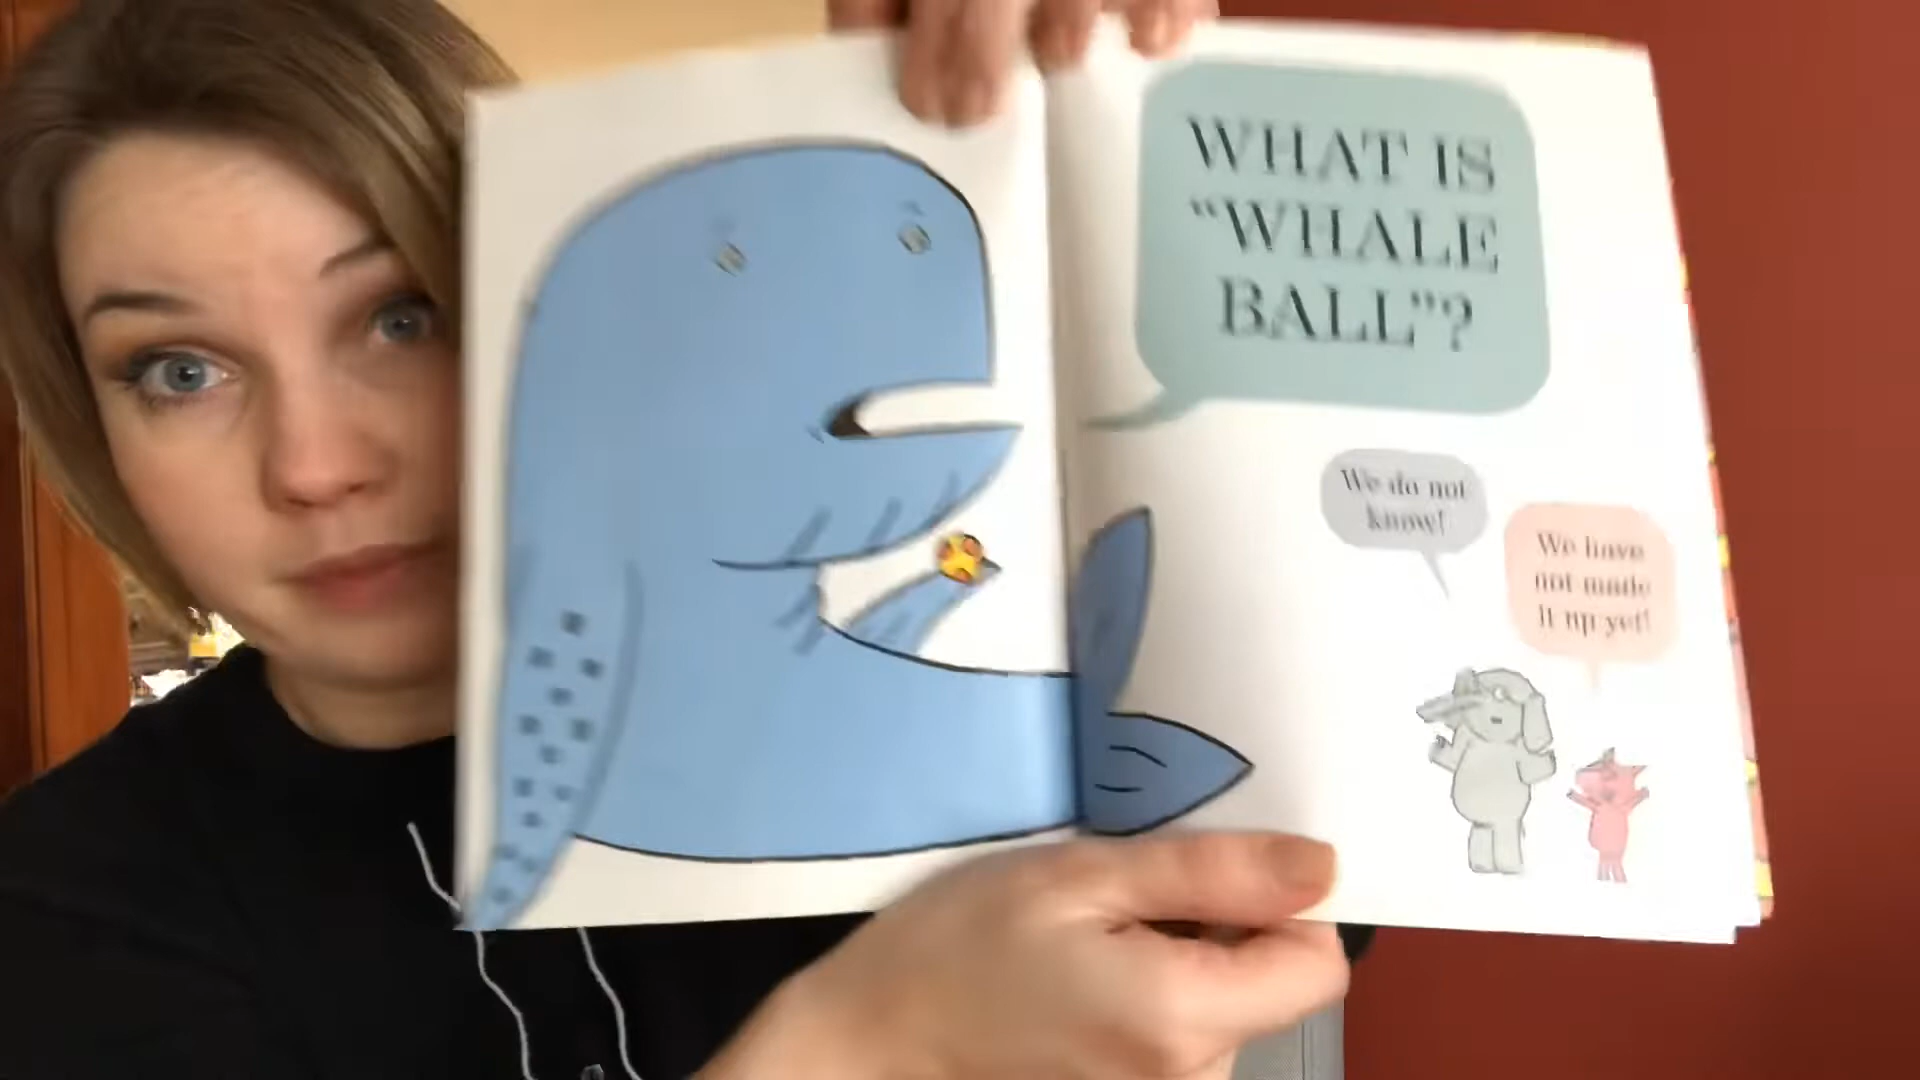 WHAT IS
“WHALE
BALL”?
We do not
know!
We have
not made
it up yet!